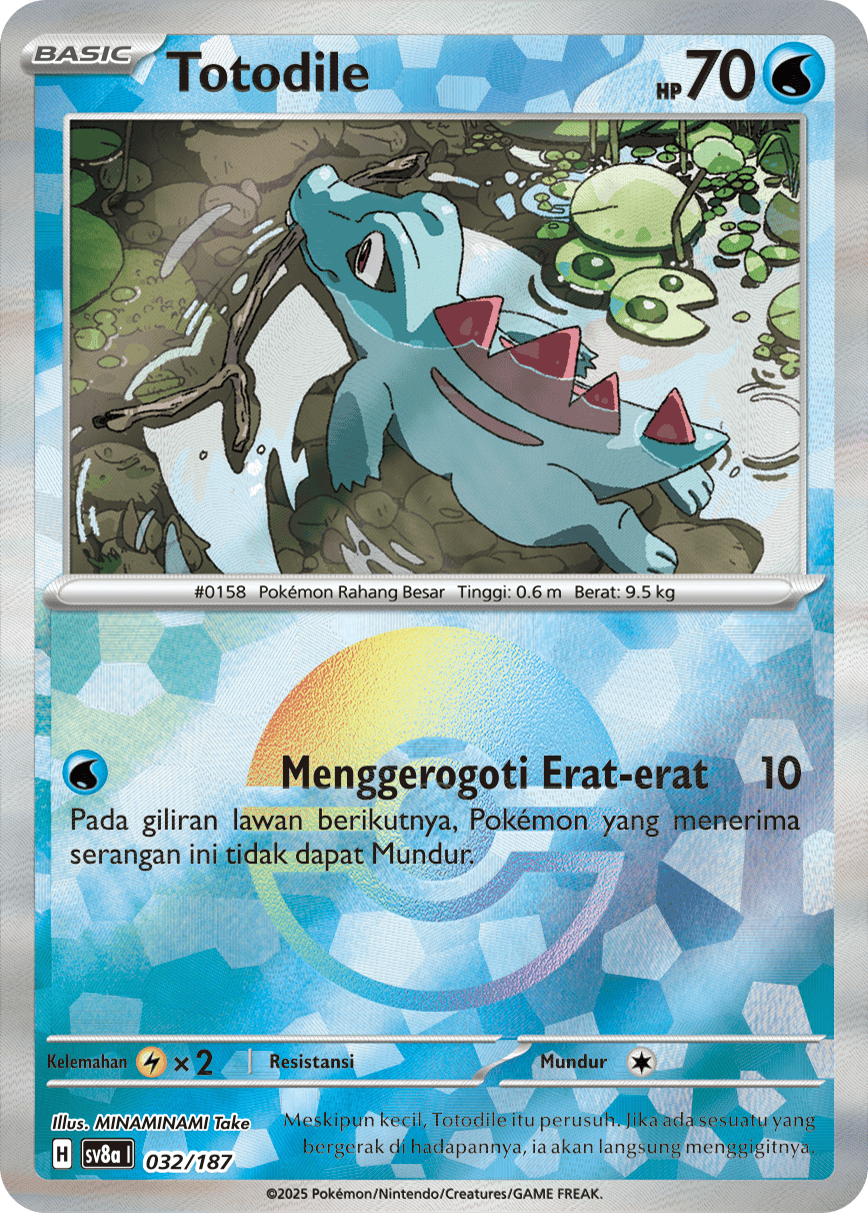 BASIC Totodile HP 70
#0158 Pokémon Rahang Besar Tinggi: 0.6 m Berat: 9.5 kg
Menggerogoti Erat-erat 10
Pada giliran lawan berikutnya, Pokémon yang menerima
serangan ini tidak dapat Mundur.
Kelemahan ×2 Resistansi Mundur
Illus. MINAMINAMI Take
Meskipun kecil, Totodile itu perusuh. Jika ada sesuatu yang
bergerak di hadapannya, ia akan langsung menggigitnya.
H sv8a I 032/187
©2025 Pokémon/Nintendo/Creatures/GAME FREAK.